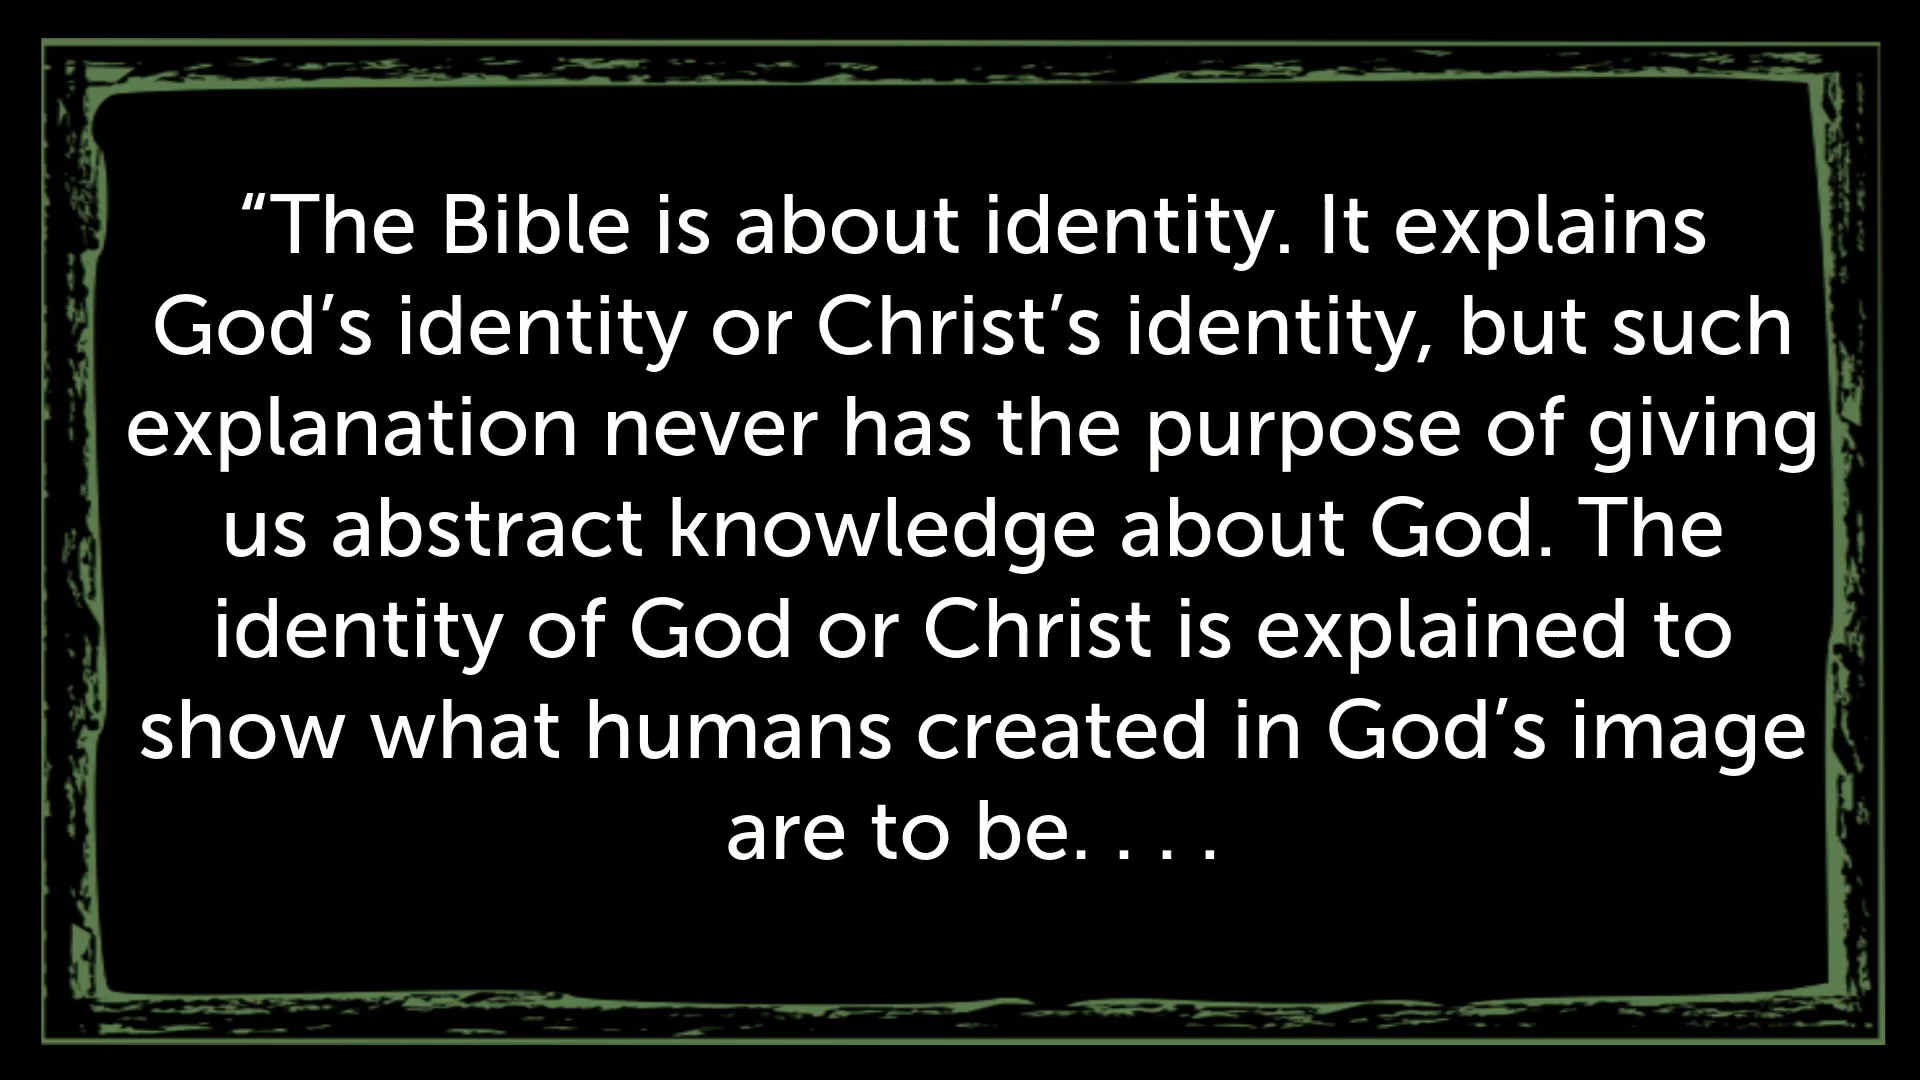 “The Bible is about identity. It explains
God’s identity or Christ’s identity, but such
explanation never has the purpose of giving
us abstract knowledge about God. The
identity of God or Christ is explained to
show what humans created in God’s image
are to be. . . .